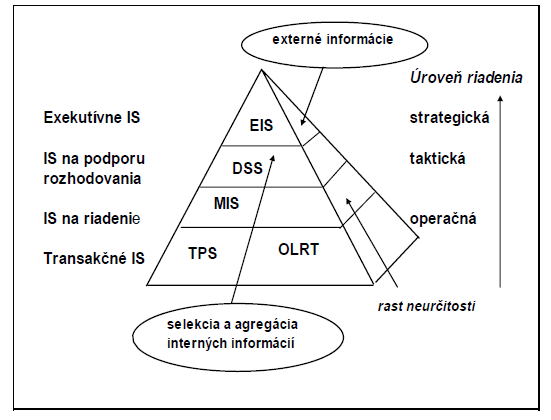 externé informácie
Úroveň riadenia
Exekutívne IS
EIS
strategická
IS na podporu
rozhodovania
DSS
taktická
IS na riadenie
MIS
operačná
Transakčné IS
TPS
OLRT
rast neurčitosti
selekcia a agregácia
interných informácií